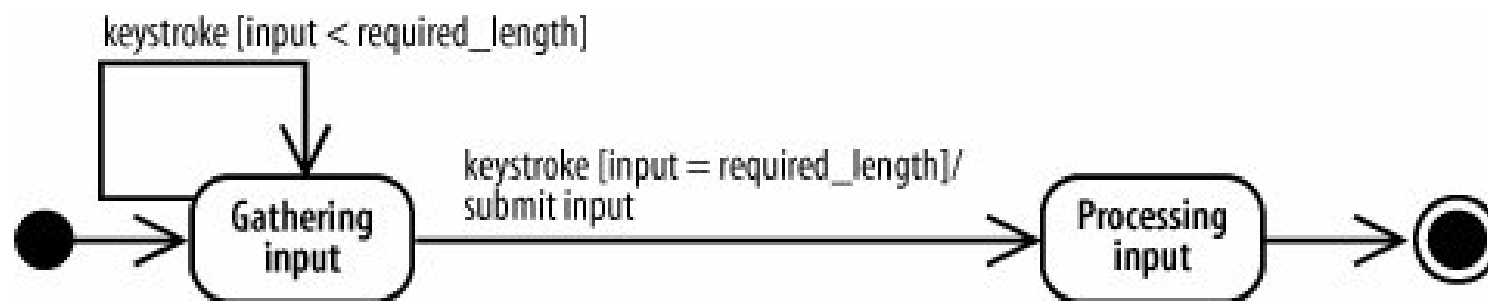 keystroke [input < required_length]
keystroke [input = required_length]/
submit input
Gathering
input
Processing
input